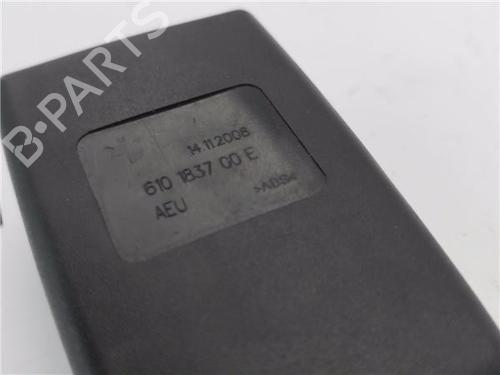 B-PARTS
14.11.2008
610 1837 00 E
AEU >ABS<